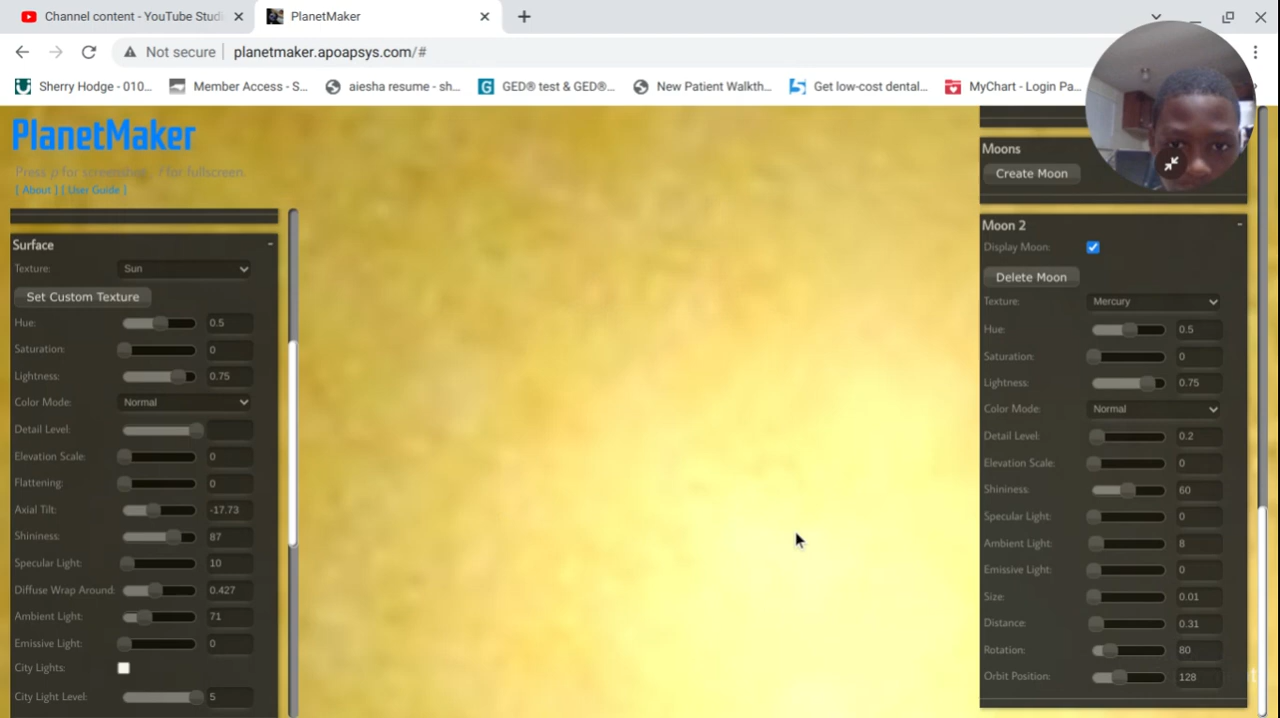 Channel content - YouTube Studi
PlanetMaker
Not secure
planetmaker.apoapsys.com/#
Sherry Hodge - 010...
Member Access - S...
aiesha resume - sh...
GED® test & GED®...
New Patient Walkth...
Get low-cost dental...
MyChart - Login Pa...
PlanetMaker
Press p for screenshot. f for fullscreen.
[ About ] [ User Guide ]
Surface
-
Texture: Sun
Set Custom Texture
Hue: 0.5
Saturation: 0
Lightness: 0.75
Color Mode: Normal
Detail Level:
Elevation Scale: 0
Flattening: 0
Axial Tilt: -17.73
Shininess: 87
Specular Light: 10
Diffuse Wrap Around: 0.427
Ambient Light: 71
Emissive Light: 0
City Lights:
City Light Level: 5
Moons
Create Moon
Moon 2
-
Display Moon:
Delete Moon
Texture: Mercury
Hue: 0.5
Saturation: 0
Lightness: 0.75
Color Mode: Normal
Detail Level: 0.2
Elevation Scale: 0
Shininess: 60
Specular Light: 0
Ambient Light: 8
Emissive Light: 0
Size: 0.01
Distance: 0.31
Rotation: 80
Orbit Position: 128